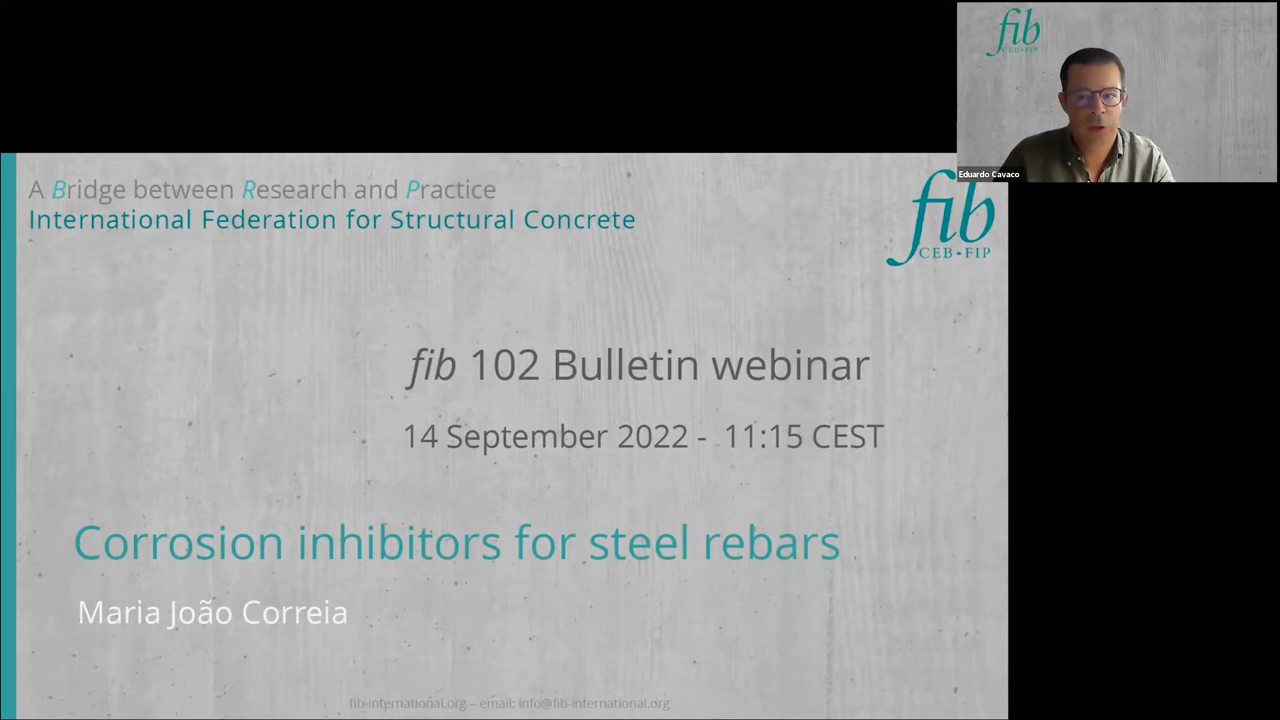 fib
CEB-FIP
Eduardo Cavaco
A Bridge between Research and Practice
International Federation for Structural Concrete
fib
CEB-FIP
fib 102 Bulletin webinar
14 September 2022 - 11:15 CEST
Corrosion inhibitors for steel rebars
Maria João Correia
fib-international.org – email: info@fib-international.org